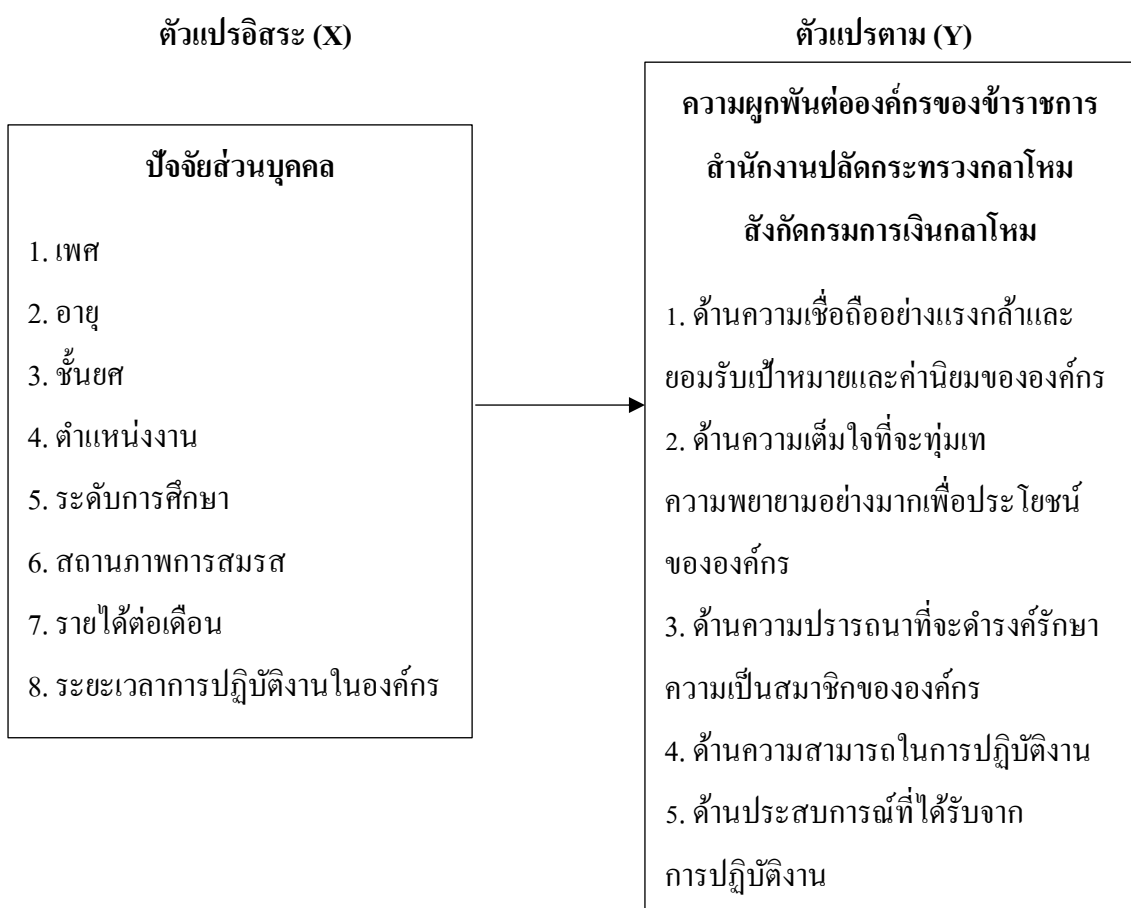 ตัวแปรอิสระ (X)
ปัจจัยส่วนบุคคล
1. เพศ
2. อายุ
3. ชั้นยศ
4. ตำแหน่งงาน
5. ระดับการศึกษา
6. สถานภาพการสมรส
7. รายได้ต่อเดือน
8. ระยะเวลาการปฏิบัติงานในองค์กร
ตัวแปรตาม (Y)
ความผูกพันต่อองค์กรของข้าราชการ
สำนักงานปลัดกระทรวงกลาโหม
สังกัดกรมการเงินกลาโหม
1. ด้านความเชื่อถืออย่างแรงกล้าและ
ยอมรับเป้าหมายและค่านิยมขององค์กร
2. ด้านความเต็มใจที่จะทุ่มเท
ความพยายามอย่างมากเพื่อประโยชน์
ขององค์กร
3. ด้านความปรารถนาที่จะดำรงค์รักษา
ความเป็นสมาชิกขององค์กร
4. ด้านความสามารถในการปฏิบัติงาน
5. ด้านประสบการณ์ที่ได้รับจาก
การปฏิบัติงาน